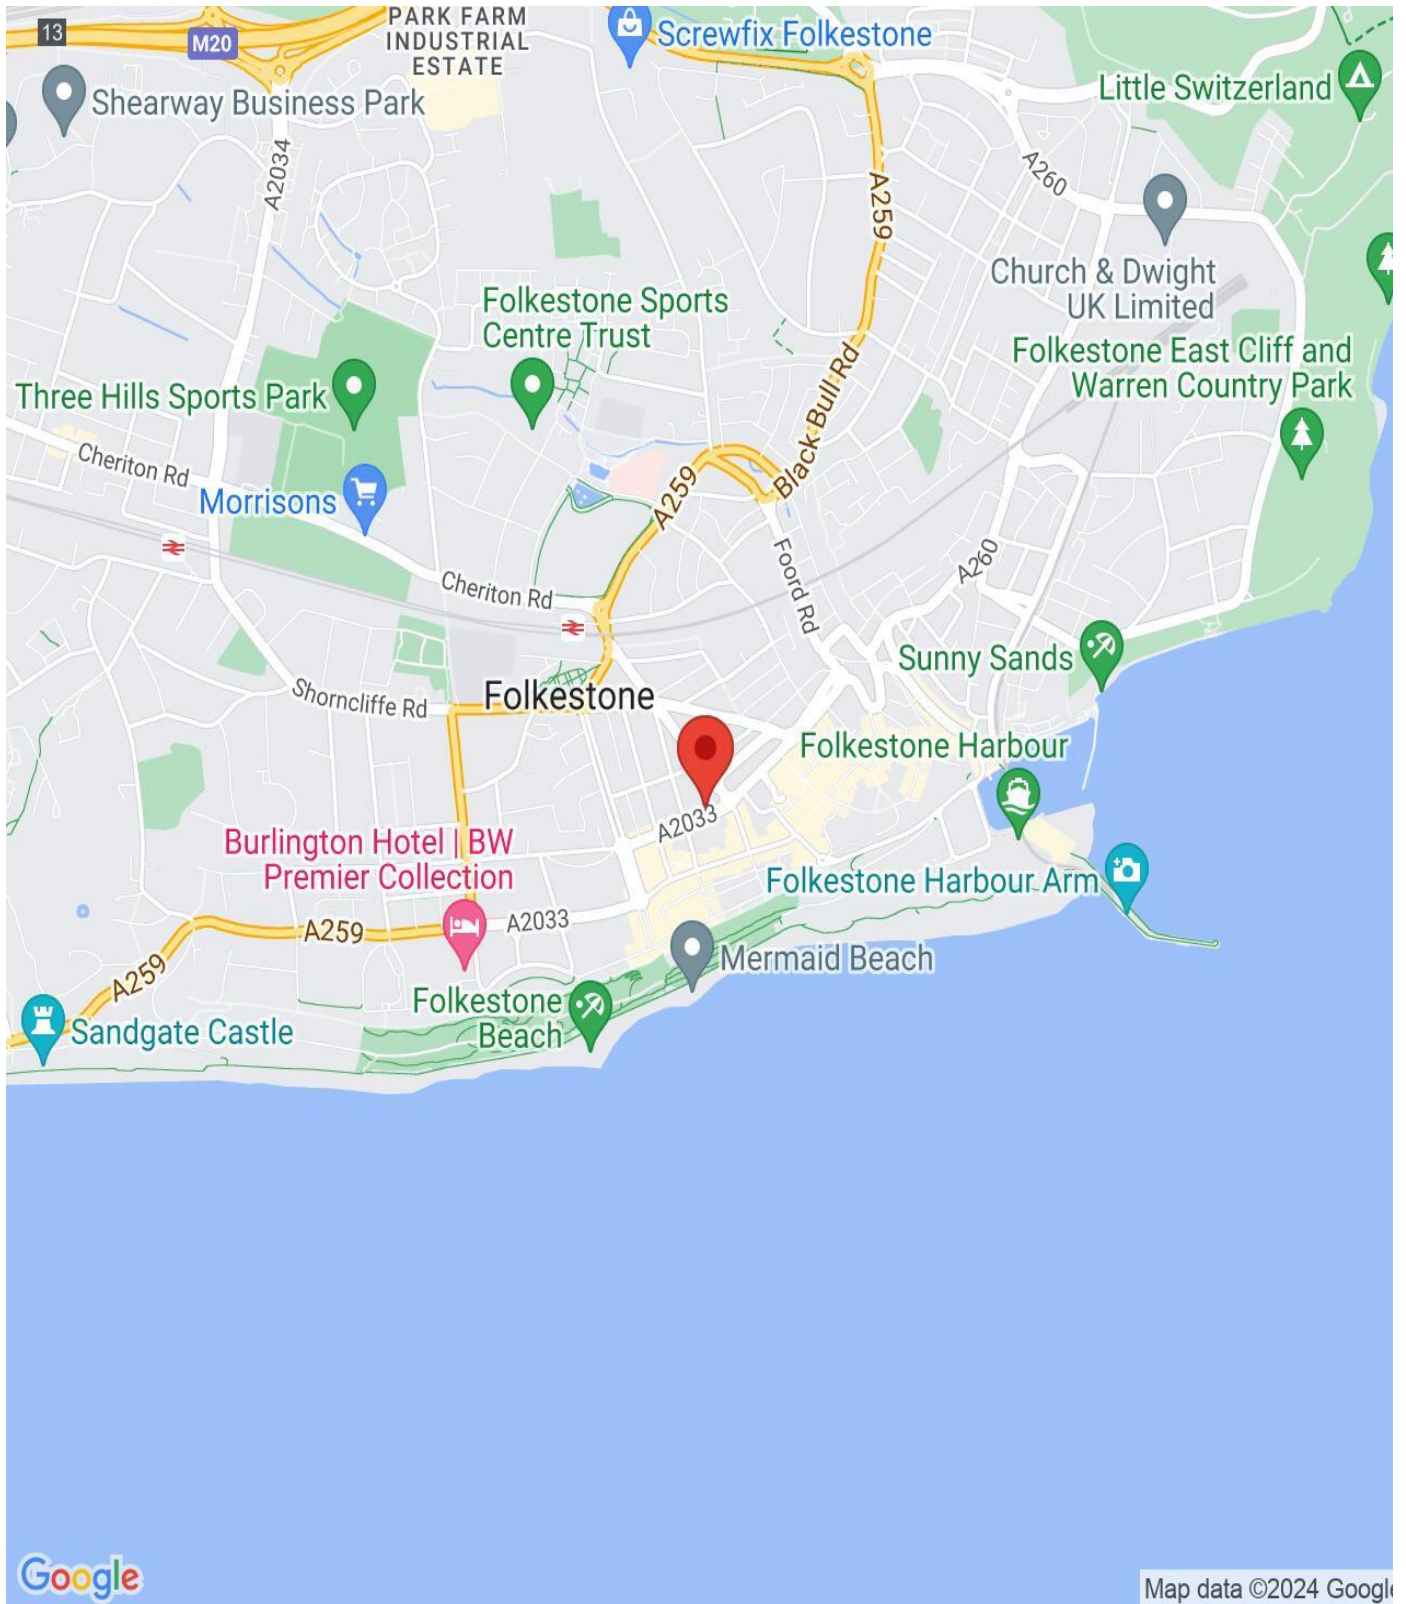 PARK FARM
INDUSTRIAL
ESTATE
13
M20
Screwfix Folkestone
Little Switzerland
Shearway Business Park
A2034
A259
A260
Church & Dwight
UK Limited
Folkestone Sports
Centre Trust
Folkestone East Cliff and
Warren Country Park
Three Hills Sports Park
Black Bull Rd
Cheriton Rd
Morrisons
A259
Foord Rd
A260
Cheriton Rd
Sunny Sands
Shorncliffe Rd
Folkestone
Folkestone Harbour
A2033
Burlington Hotel | BW
Premier Collection
Folkestone Harbour Arm
A2033
A259
Mermaid Beach
A259
Folkestone
Beach
Sandgate Castle
Google
Map data ©2024 Google